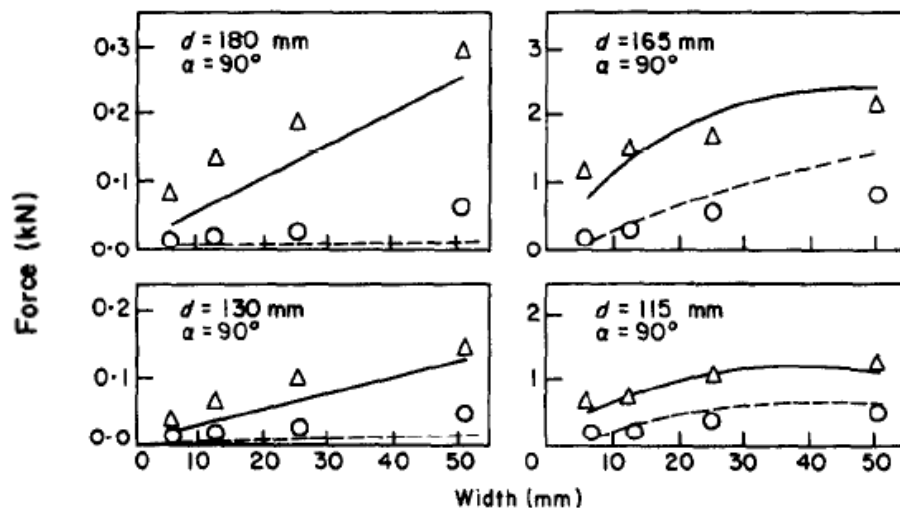 d = 180 mm
α = 90°
0·3
0·2
0·1
0·0
d = 165 mm
α = 90°
3
2
1
0
d = 130 mm
α = 90°
0·2
0·1
0·0
0 10 20 30 40 50
d = 115 mm
α = 90°
2
1
0 10 20 30 40 50
Force (kN)
Width (mm)